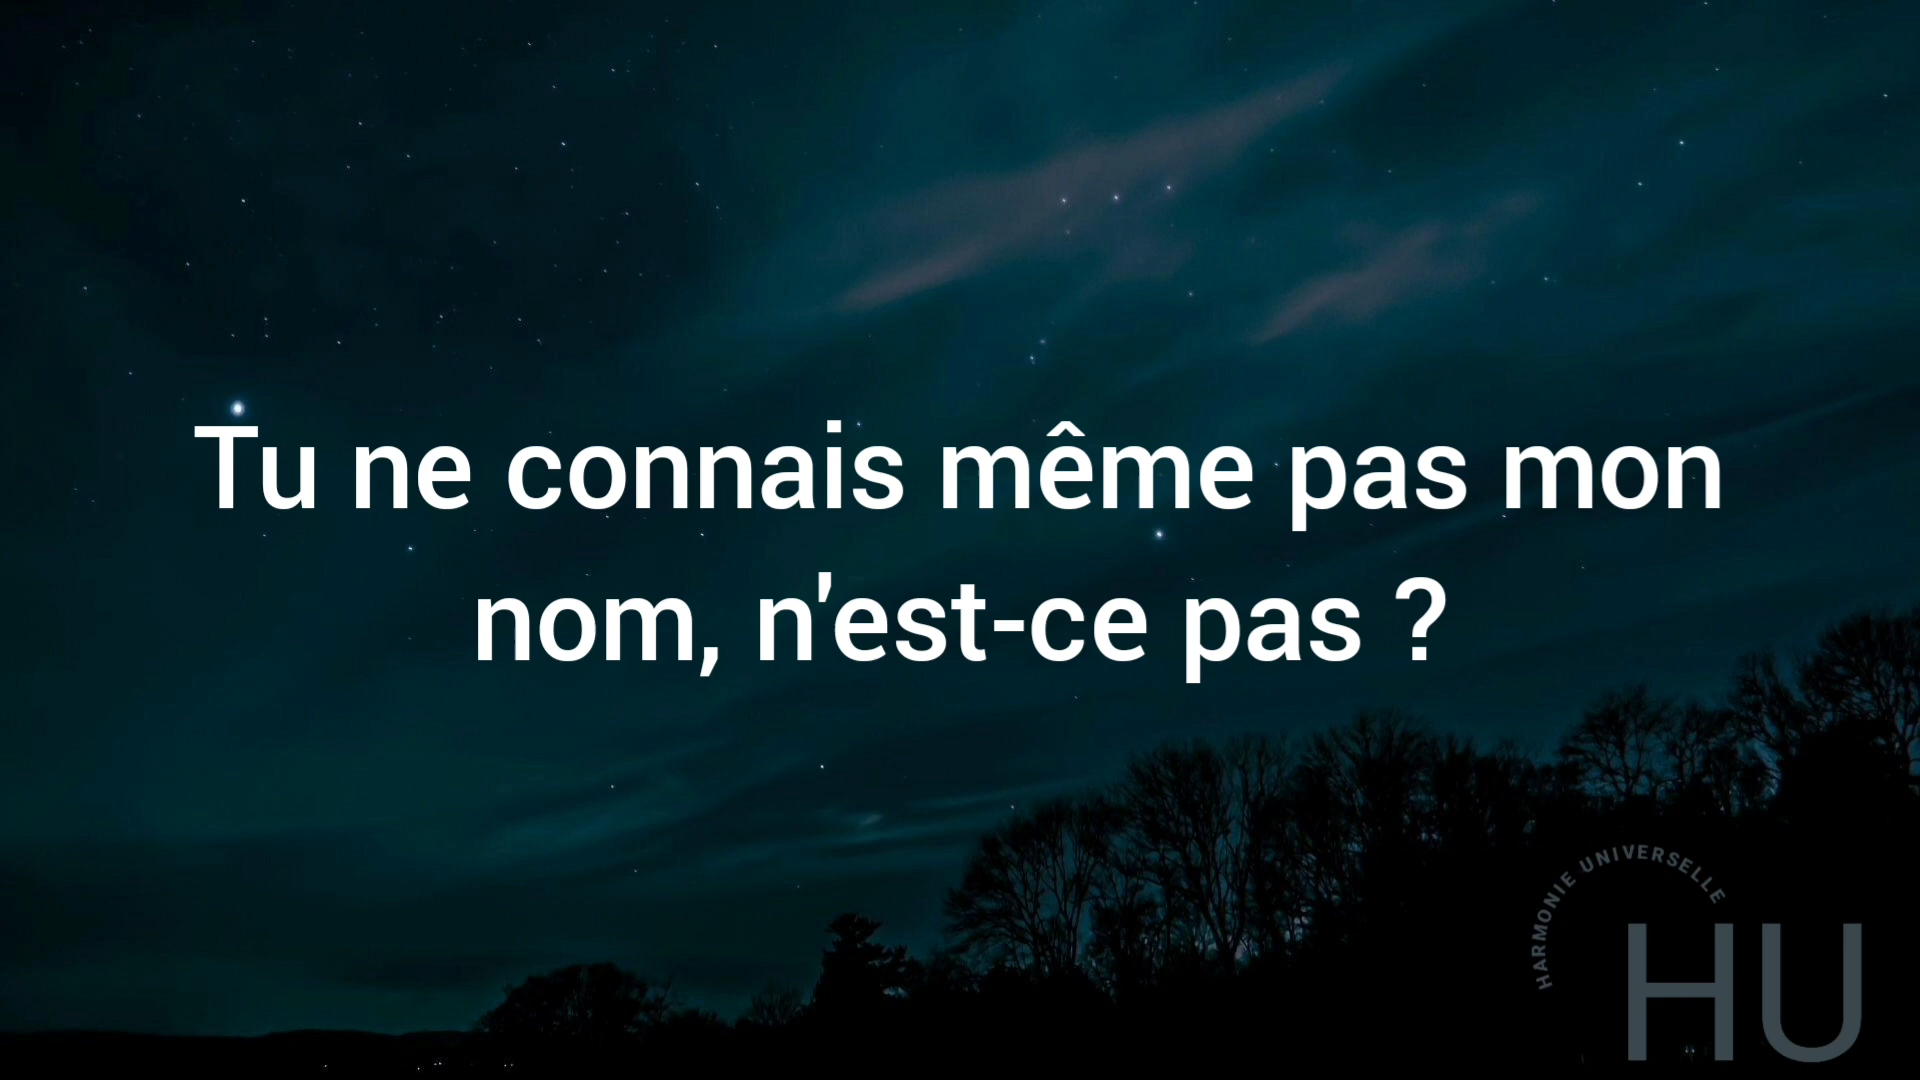 Tu ne connais même pas mon
nom, n'est-ce pas ?
HARMONIE UNIVERSELLE
HU